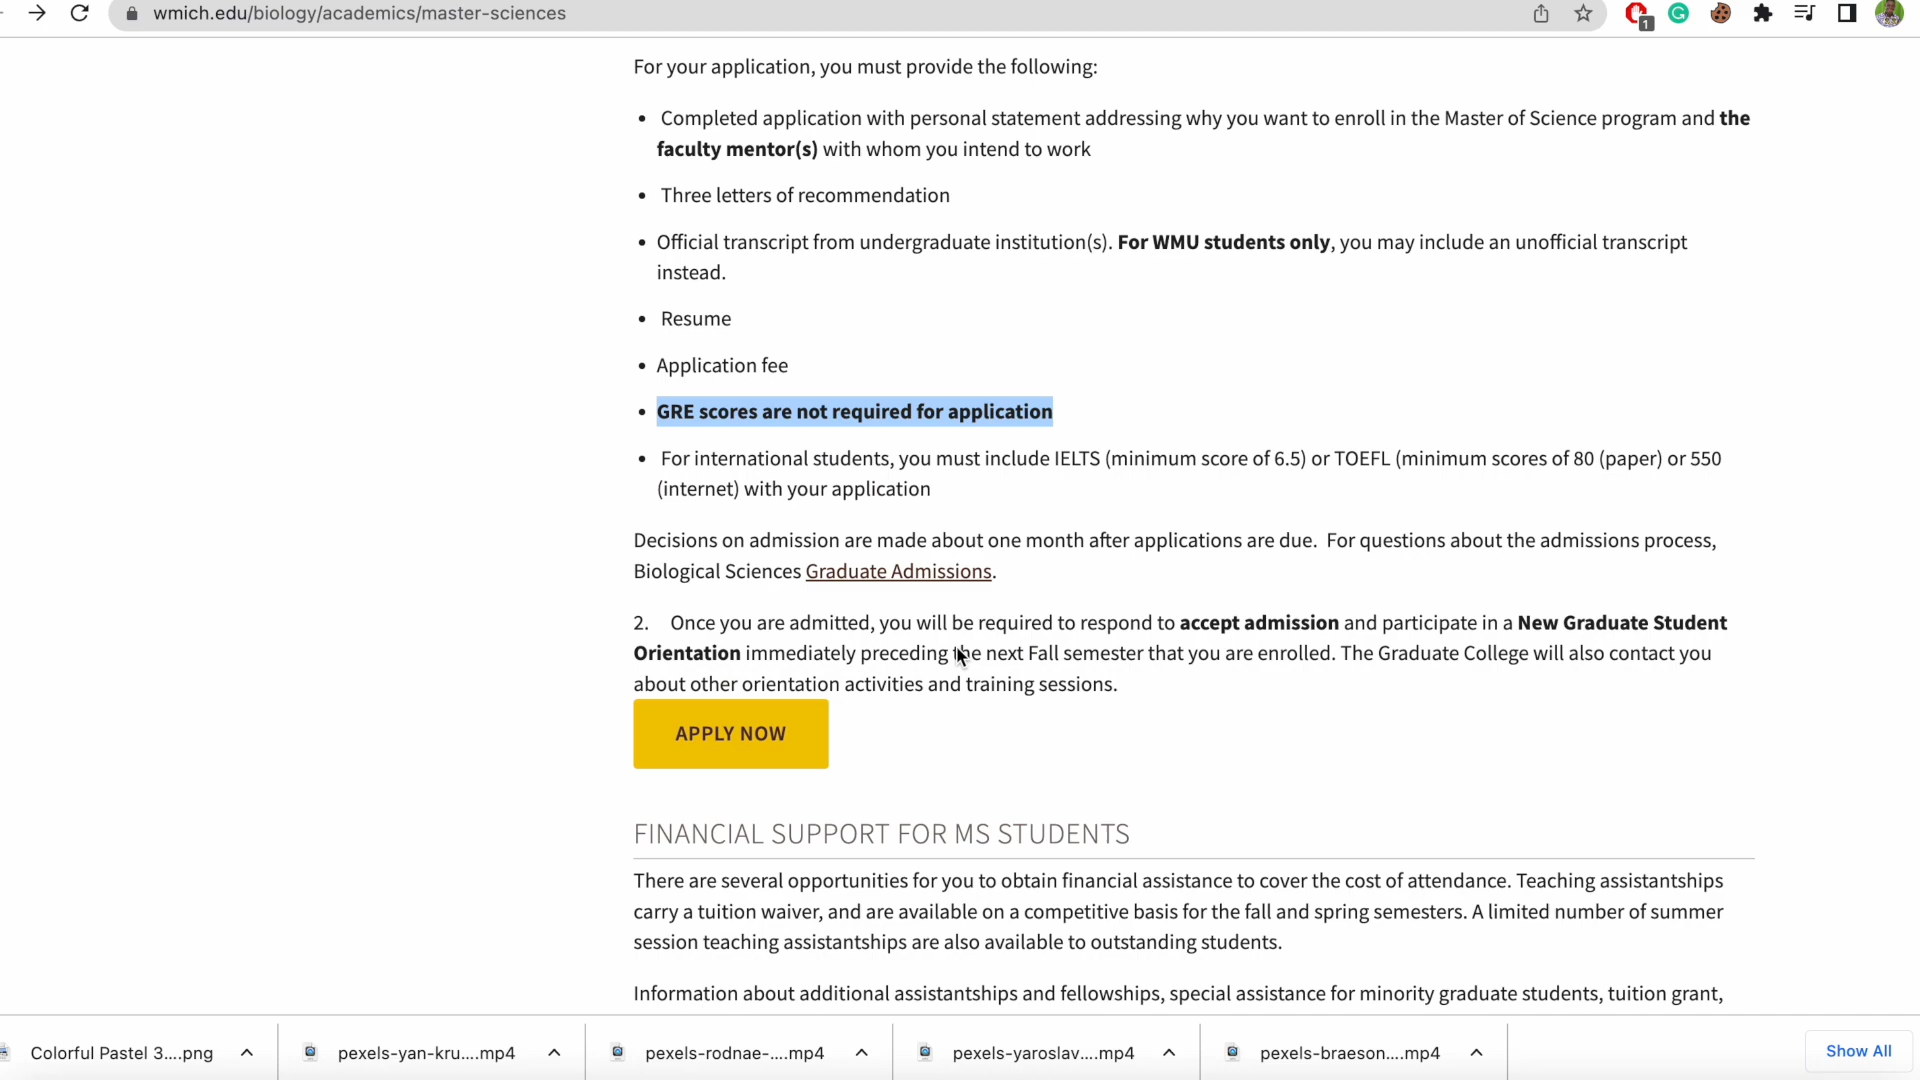 wmich.edu/biology/academics/master-sciences
1
For your application, you must provide the following:
• Completed application with personal statement addressing why you want to enroll in the Master of Science program and the
faculty mentor(s) with whom you intend to work
• Three letters of recommendation
• Official transcript from undergraduate institution(s). For WMU students only, you may include an unofficial transcript
instead.
• Resume
• Application fee
• GRE scores are not required for application
• For international students, you must include IELTS (minimum score of 6.5) or TOEFL (minimum scores of 80 (paper) or 550
(internet) with your application
Decisions on admission are made about one month after applications are due. For questions about the admissions process,
Biological Sciences Graduate Admissions.
2. Once you are admitted, you will be required to respond to accept admission and participate in a New Graduate Student
Orientation immediately preceding the next Fall semester that you are enrolled. The Graduate College will also contact you
about other orientation activities and training sessions.
APPLY NOW
FINANCIAL SUPPORT FOR MS STUDENTS
There are several opportunities for you to obtain financial assistance to cover the cost of attendance. Teaching assistantships
carry a tuition waiver, and are available on a competitive basis for the fall and spring semesters. A limited number of summer
session teaching assistantships are also available to outstanding students.
Information about additional assistantships and fellowships, special assistance for minority graduate students, tuition grant,
Colorful Pastel 3....png pexels-yan-kru....mp4 pexels-rodnae-....mp4 pexels-yaroslav....mp4 pexels-braeson....mp4 Show All